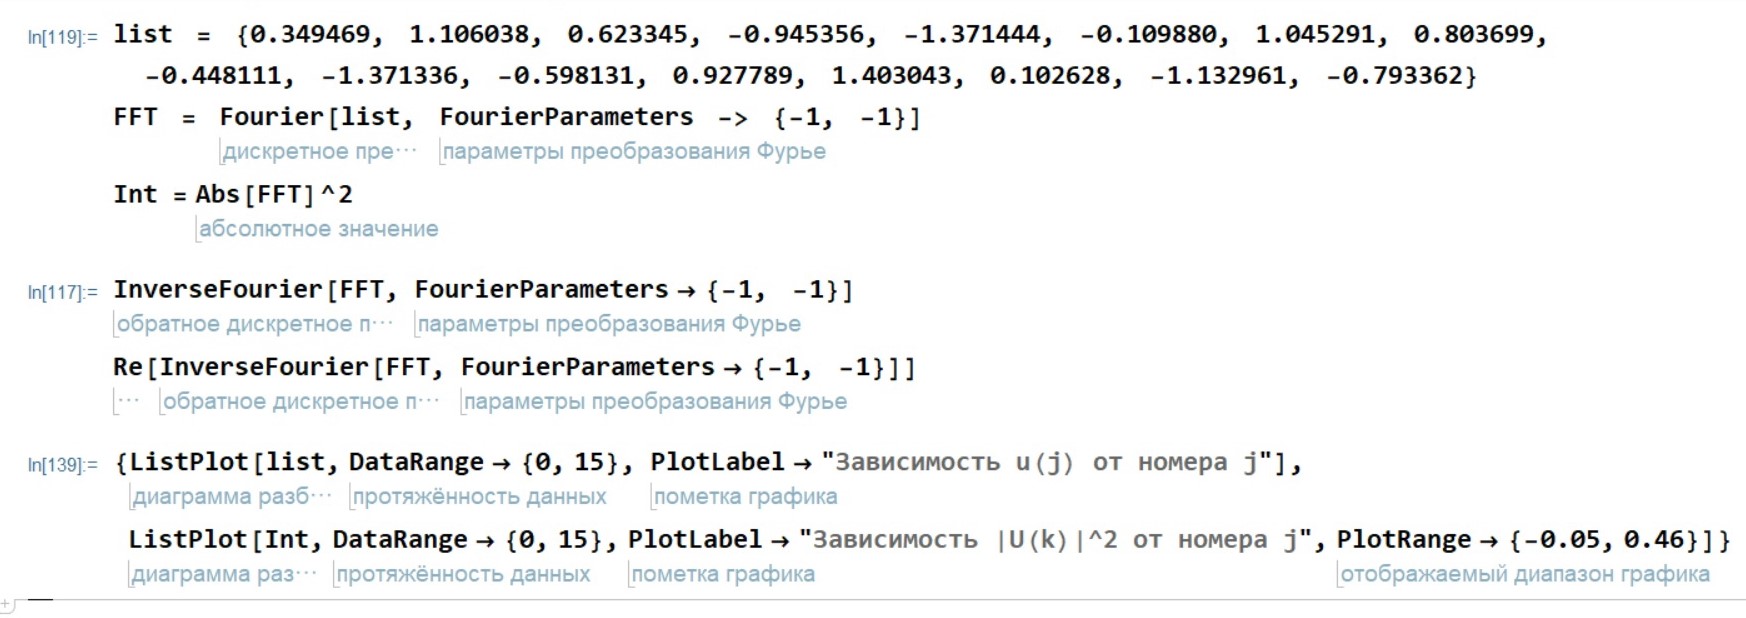 In[119]:= list = {0.349469, 1.106038, 0.623345, -0.945356, -1.371444, -0.109880, 1.045291, 0.803699,
-0.448111, -1.371336, -0.598131, 0.927789, 1.403043, 0.102628, -1.132961, -0.793362}
FFT = Fourier[list, FourierParameters -> {-1, -1}]
дискретное пре··· параметры преобразования Фурье
Int = Abs[FFT]^2
абсолютное значение
In[117]:= InverseFourier[FFT, FourierParameters → {-1, -1}]
обратное дискретное п··· параметры преобразования Фурье
Re[InverseFourier[FFT, FourierParameters → {-1, -1}]]
··· обратное дискретное п··· параметры преобразования Фурье
In[139]:= {ListPlot[list, DataRange → {0, 15}, PlotLabel → "Зависимость u(j) от номера j"],
диаграмма разб··· протяжённость данных пометка графика
ListPlot[Int, DataRange → {0, 15}, PlotLabel → "Зависимость |U(k)|^2 от номера j", PlotRange → {-0.05, 0.46}]}
диаграмма раз··· протяжённость данных пометка графика отображаемый диапазон графика